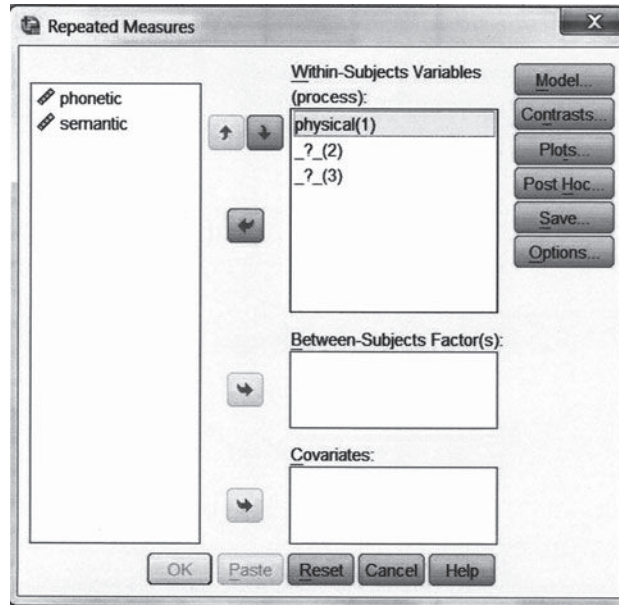 Repeated Measures
X
phonetic
semantic
Within-Subjects Variables
(process):
physical(1)
_?_(2)
_?_(3)
Between-Subjects Factor(s):
Covariates:
Model...
Contrasts...
Plots...
Post Hoc...
Save...
Options...
OK
Paste
Reset
Cancel
Help